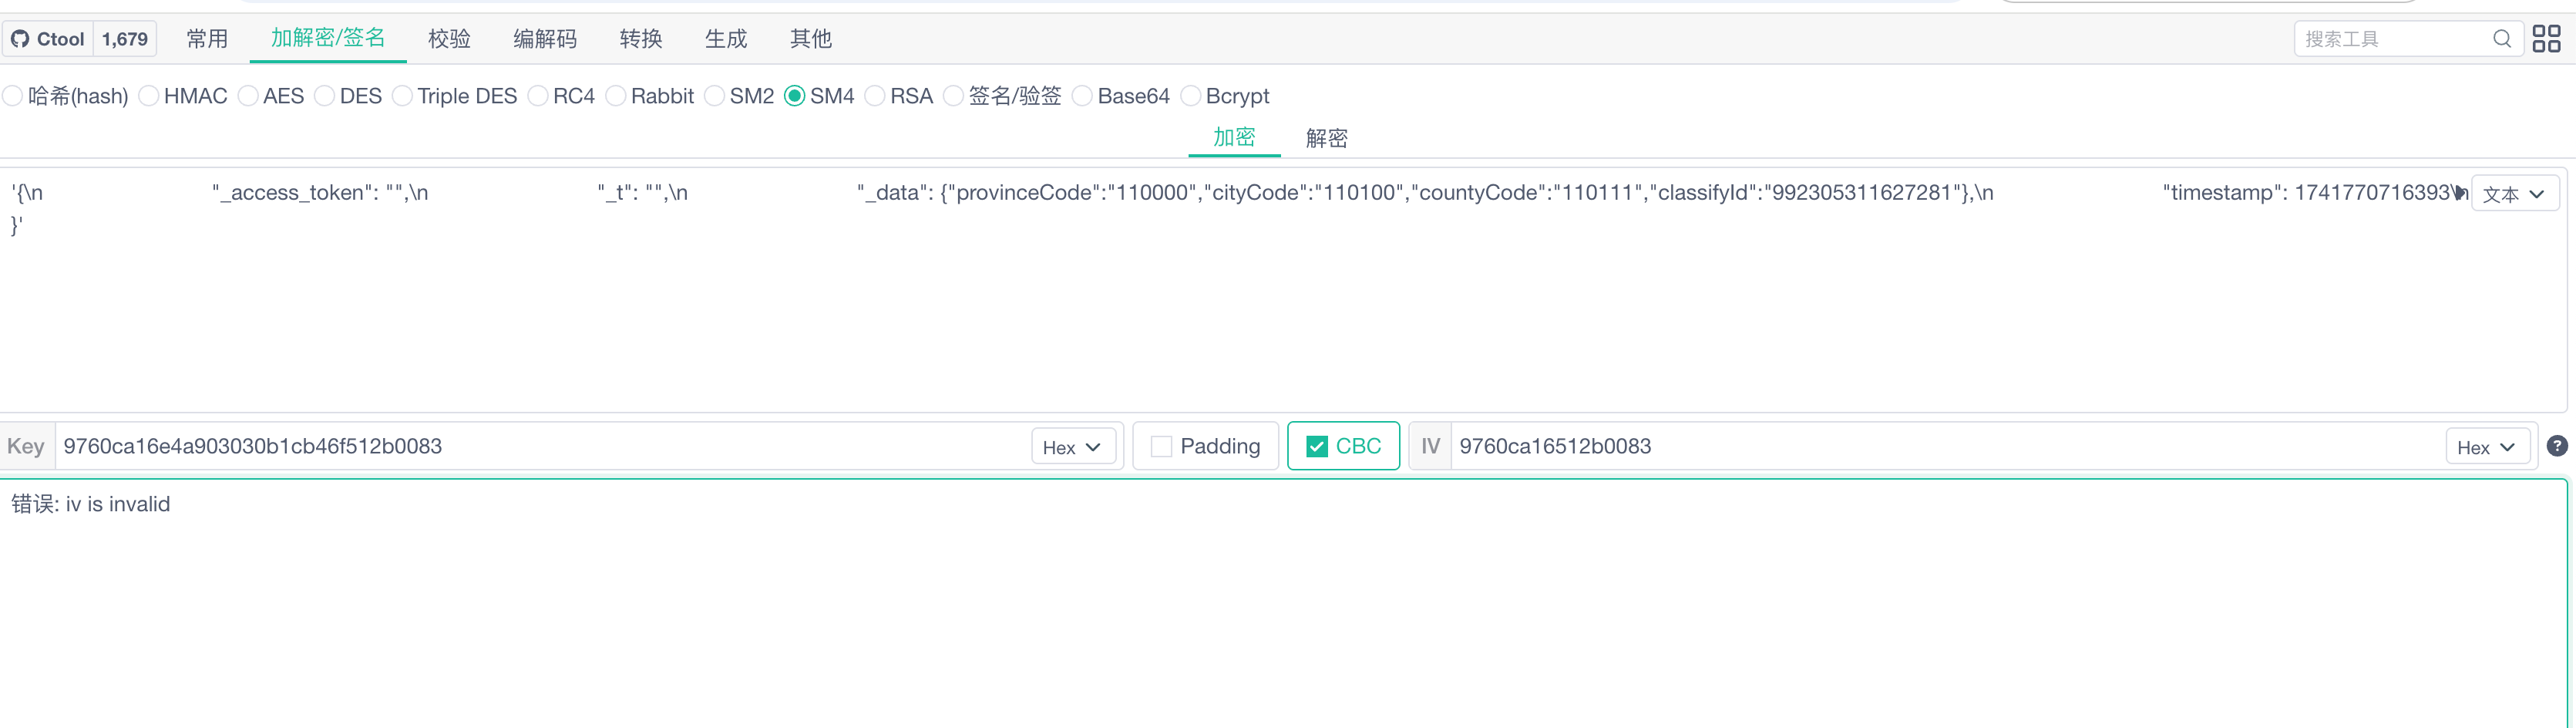 Ctool 1,679 常用 加解密/签名 校验 编解码 转换 生成 其他 搜索工具
哈希(hash) HMAC AES DES Triple DES RC4 Rabbit SM2 SM4 RSA 签名/验签 Base64 Bcrypt
加密 解密
'{\n "_access_token": "",\n "_t": "",\n "_data": {"provinceCode":"110000","cityCode":"110100","countyCode":"110111","classifyId":"992305311627281"},\n "timestamp": 1741770716393\n 文本
}'
Key 9760ca16e4a903030b1cb46f512b0083 Hex Padding CBC IV 9760ca16512b0083 Hex ?
错误: iv is invalid